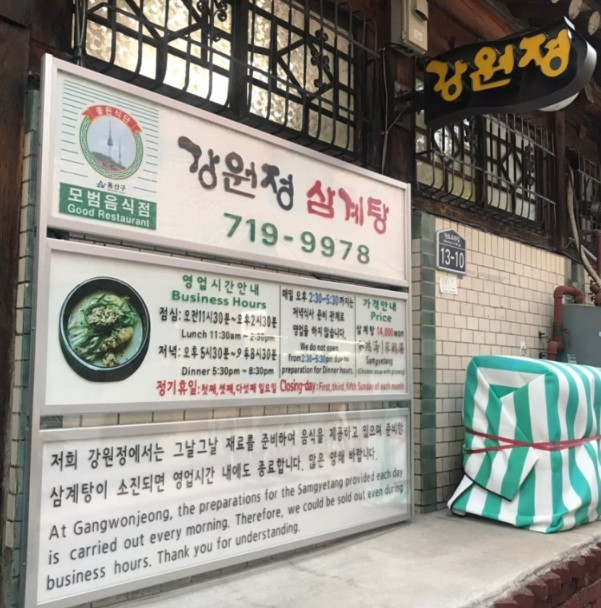 강원정
좋은식단
용산구
모범음식점
Good Restaurant
강원정 삼계탕
719-9978
영업시간안내
Business Hours
점심: 오전11시30분~오후2시30분
Lunch 11:30am ~ 2:30pm
저녁: 오후5시30분~오후8시30분
Dinner 5:30pm ~ 8:30pm
매일 오후 2:30-5:30까지는
저녁식사 준비 관계로
영업을 하지 않습니다.
We do not open
from2:30-5:30pm due to
preparation for Dinner hours.
가격안내
Price
삼계탕 14,000won
Samgyetang
(Chicken soup with ginseng)
정기휴일: 첫째,셋째,다섯째 일요일 Closing-day: First, third, fifth Sunday of each month
13-10
저희 강원정에서는 그날그날 재료를 준비하여 음식을 제공하고 있으며 준비한
삼계탕이 소진되면 영업시간 내에도 종료합니다. 많은 양해 바랍니다.
At Gangwonjeong, the preparations for the Samgyetang provided each day
is carried out every morning. Therefore, we could be sold out even during
business hours. Thank you for understanding.